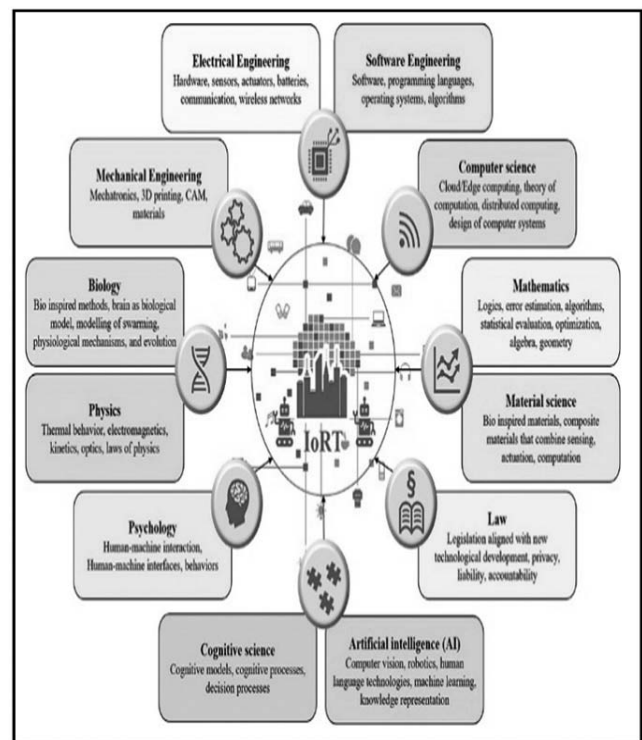 Electrical Engineering
Hardware, sensors, actuators, batteries,
communication, wireless networks
Software Engineering
Software, programming languages,
operating systems, algorithms
Mechanical Engineering
Mechatronics, 3D printing, CAM,
materials
Computer science
Cloud/Edge computing, theory of
computation, distributed computing,
design of computer systems
Biology
Bio inspired methods, brain as biological
model, modelling of swarming,
physiological mechanisms, and evolution
Mathematics
Logics, error estimation, algorithms,
statistical evaluation, optimization,
algebra, geometry
Physics
Thermal behavior, electromagnetics,
kinetics, optics, laws of physics
Material science
Bio inspired materials, composite
materials that combine sensing,
actuation, computation
IoRT
Psychology
Human-machine interaction,
Human-machine interfaces, behaviors
§
Law
Legislation aligned with new
technological development, privacy,
liability, accountability
Cognitive science
Cognitive models, cognitive processes,
decision processes
Artificial intelligence (AI)
Computer vision, robotics, human
language technologies, machine learning,
knowledge representation